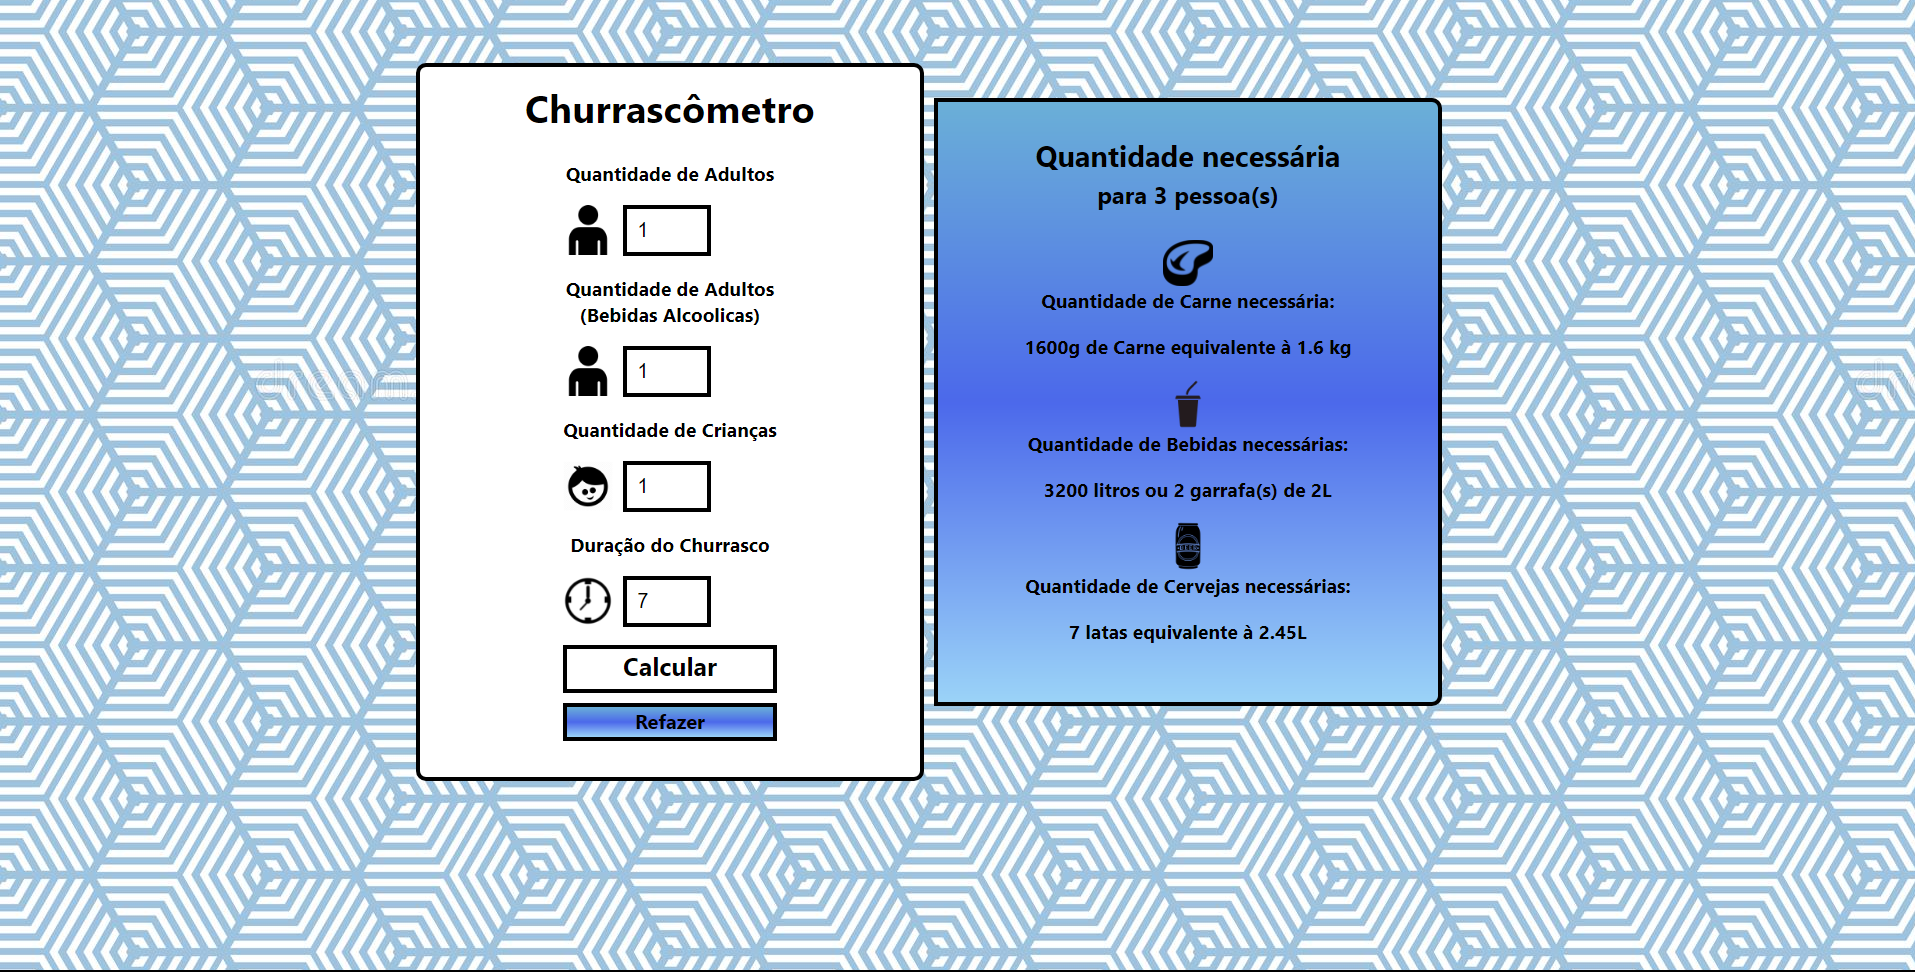 Churrascômetro
Quantidade de Adultos
1
Quantidade de Adultos
(Bebidas Alcoolicas)
1
Quantidade de Crianças
1
Duração do Churrasco
7
Calcular
Refazer
Quantidade necessária
para 3 pessoa(s)
Quantidade de Carne necessária:
1600g de Carne equivalente à 1.6 kg
Quantidade de Bebidas necessárias:
3200 litros ou 2 garrafa(s) de 2L
BEER
Quantidade de Cervejas necessárias:
7 latas equivalente à 2.45L
dream